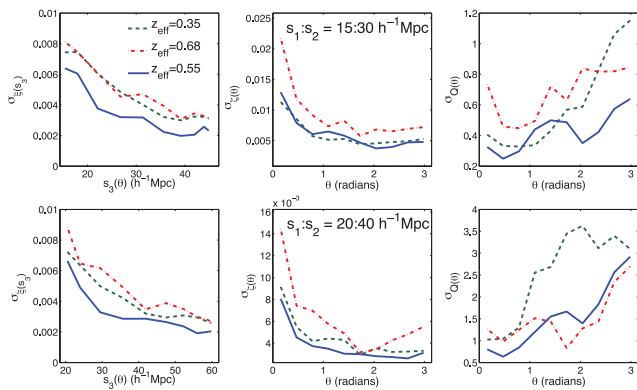 0.01
0.008
0.006
0.004
0.002
0
σξ(s3)
20 30 40
s3(θ) (h⁻¹Mpc)
zeff=0.35
zeff=0.68
zeff=0.55
s1:s2 = 15:30 h⁻¹Mpc
0.025
0.02
0.015
0.01
0.005
0
σζ(θ)
0 1 2 3
θ (radians)
1.2
1
0.8
0.6
0.4
0.2
σQ(θ)
0 1 2 3
θ (radians)
0.01
0.008
0.006
0.004
0.002
0
σξ(s3)
20 30 40 50 60
s3(θ) (h⁻¹Mpc)
x 10⁻³
s1:s2 = 20:40 h⁻¹Mpc
16
14
12
10
8
6
4
2
σζ(θ)
0 1 2 3
θ (radians)
4
3.5
3
2.5
2
1.5
1
0.5
σQ(θ)
0 1 2 3
θ (radians)